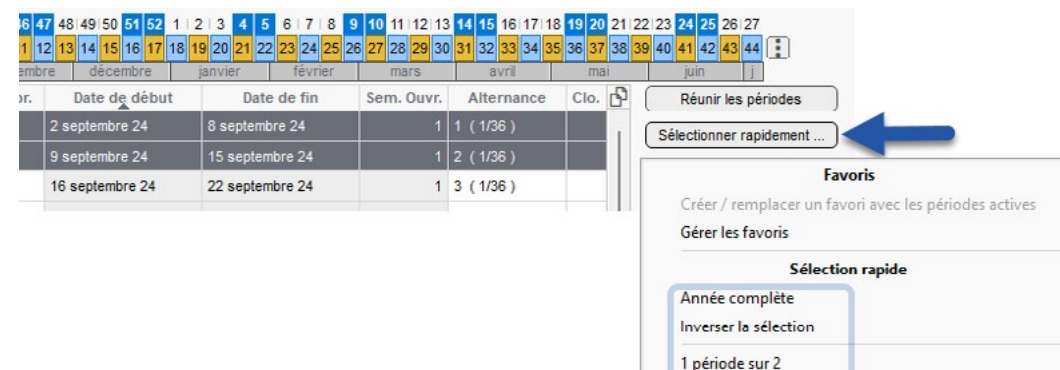 46 47 48 49 50 51 52 1 2 3 4 5 6 7 8 9 10 11 12 13 14 15 16 17 18 19 20 21 22 23 24 25 26 27
11 12 13 14 15 16 17 18 19 20 21 22 23 24 25 26 27 28 29 30 31 32 33 34 35 36 37 38 39 40 41 42 43 44
embre décembre janvier février mars avril mai juin j
or. Date de début Date de fin Sem. Ouvr. Alternance Clo. Réunir les périodes
2 septembre 24 8 septembre 24 1 1 ( 1/36 ) Sélectionner rapidement ...
9 septembre 24 15 septembre 24 1 2 ( 1/36 )
16 septembre 24 22 septembre 24 1 3 ( 1/36 )
Favoris
Créer / remplacer un favori avec les périodes actives
Gérer les favoris
Sélection rapide
Année complète
Inverser la sélection
1 période sur 2